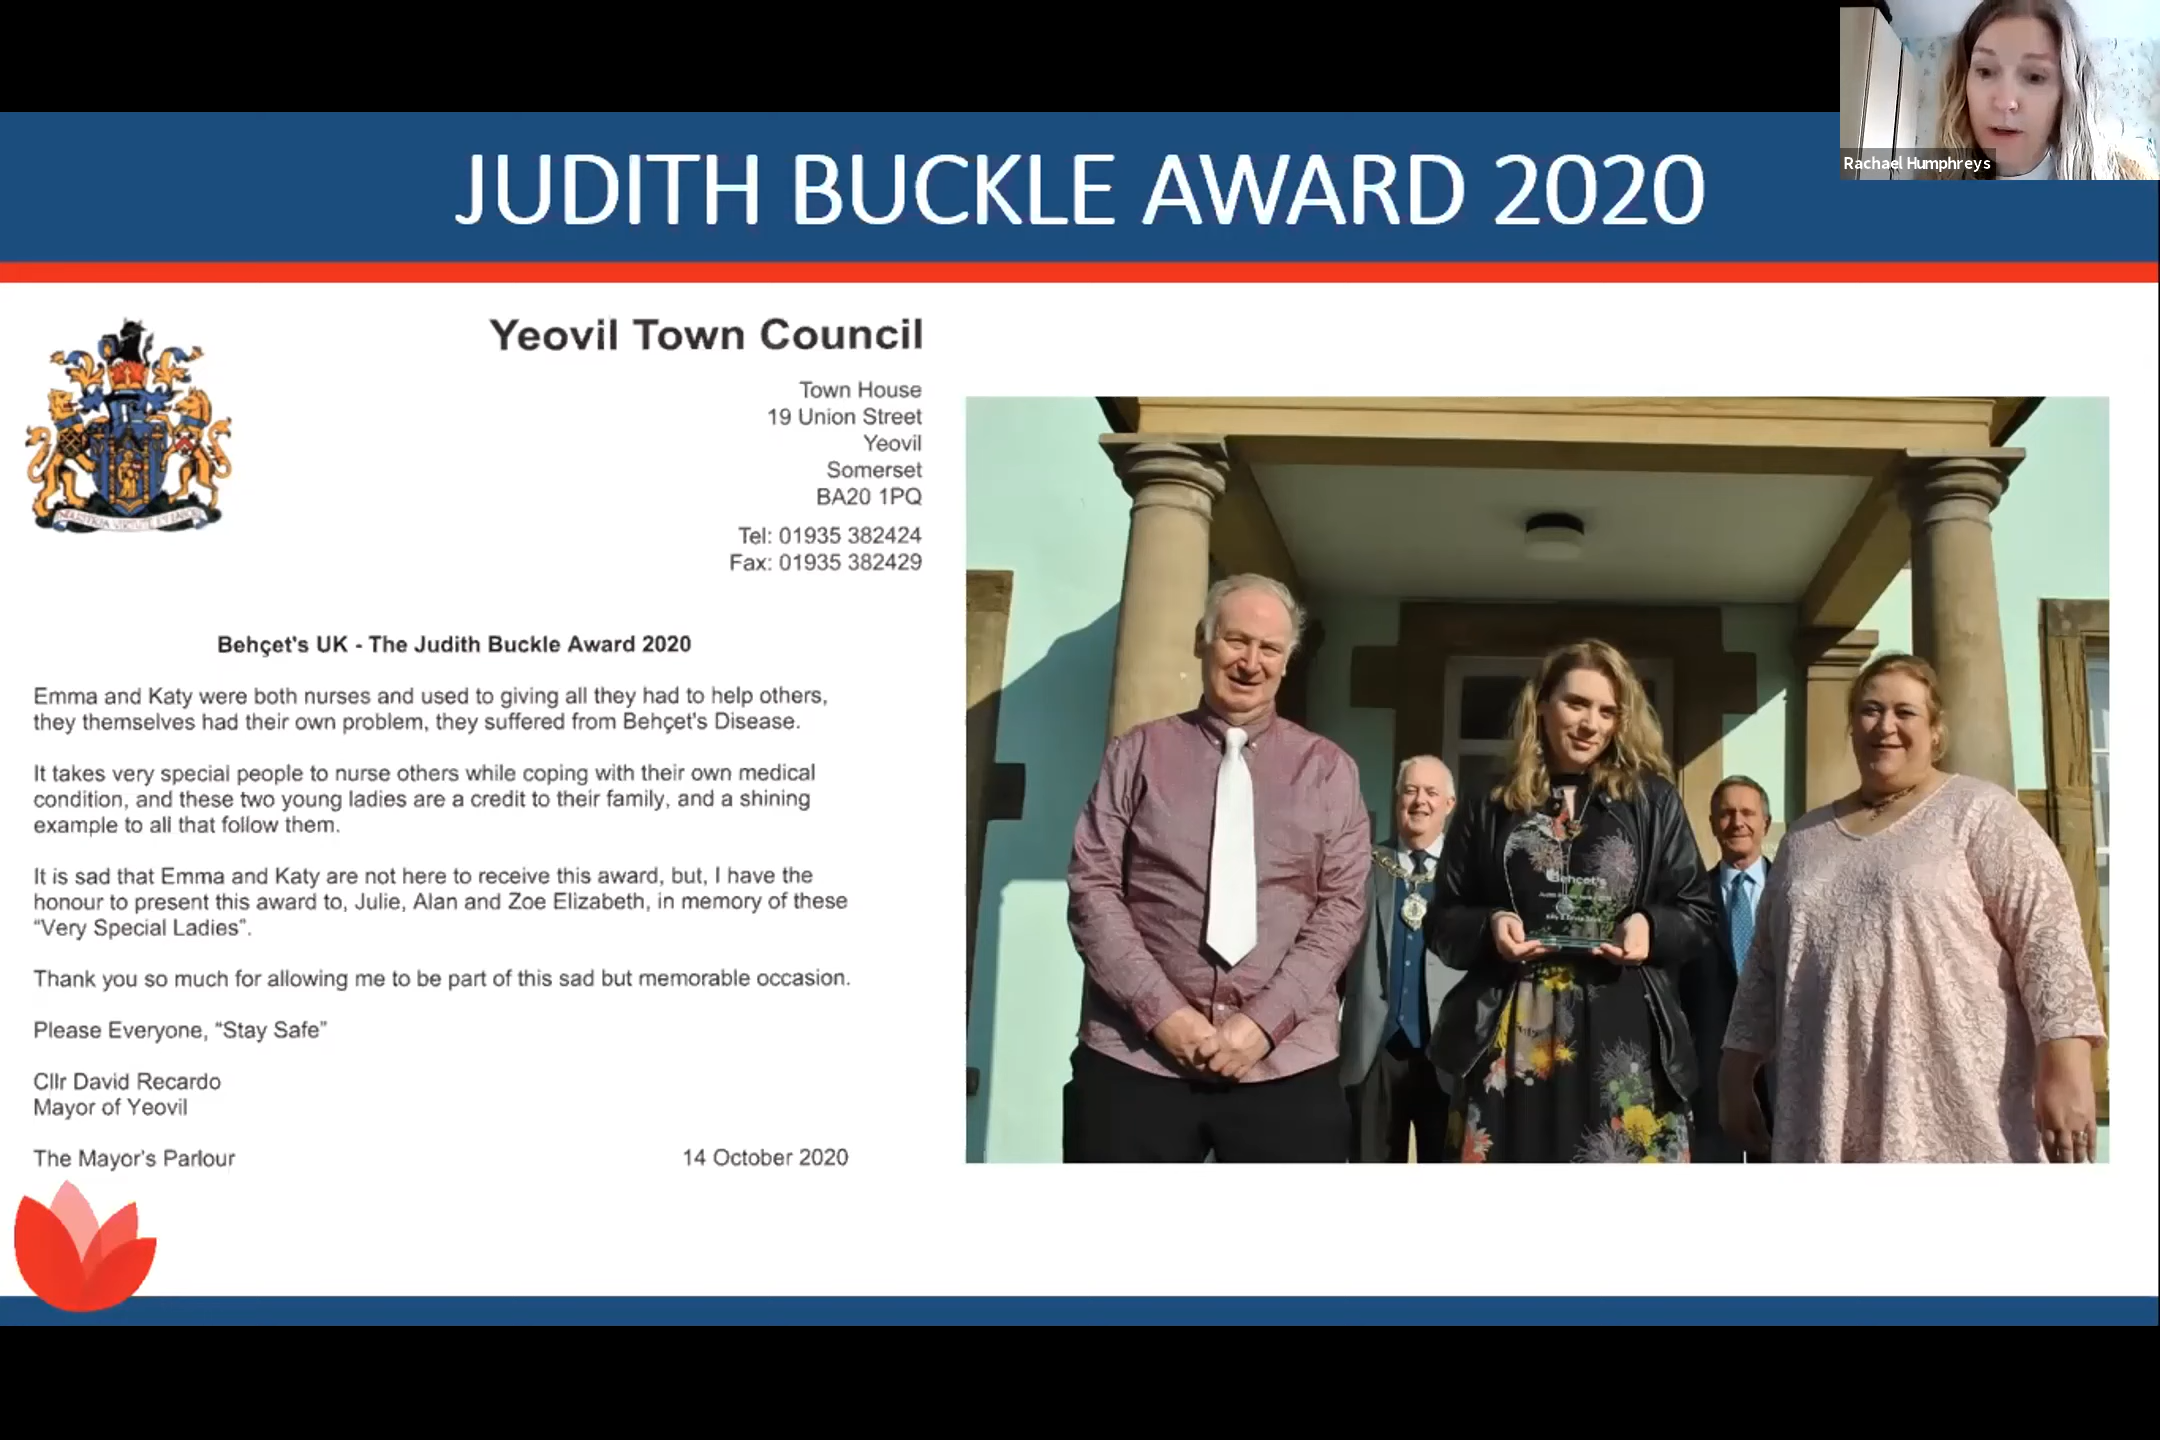 Rachael Humphreys
JUDITH BUCKLE AWARD 2020
Yeovil Town Council
Town House
19 Union Street
Yeovil
Somerset
BA20 1PQ
Tel: 01935 382424
Fax: 01935 382429
Behçet's UK - The Judith Buckle Award 2020
Emma and Katy were both nurses and used to giving all they had to help others,
they themselves had their own problem, they suffered from Behçet's Disease.
It takes very special people to nurse others while coping with their own medical
condition, and these two young ladies are a credit to their family, and a shining
example to all that follow them.
It is sad that Emma and Katy are not here to receive this award, but, I have the
honour to present this award to, Julie, Alan and Zoe Elizabeth, in memory of these
“Very Special Ladies”.
Thank you so much for allowing me to be part of this sad but memorable occasion.
Please Everyone, “Stay Safe”
Cllr David Recardo
Mayor of Yeovil
The Mayor's Parlour
14 October 2020
Behçet's